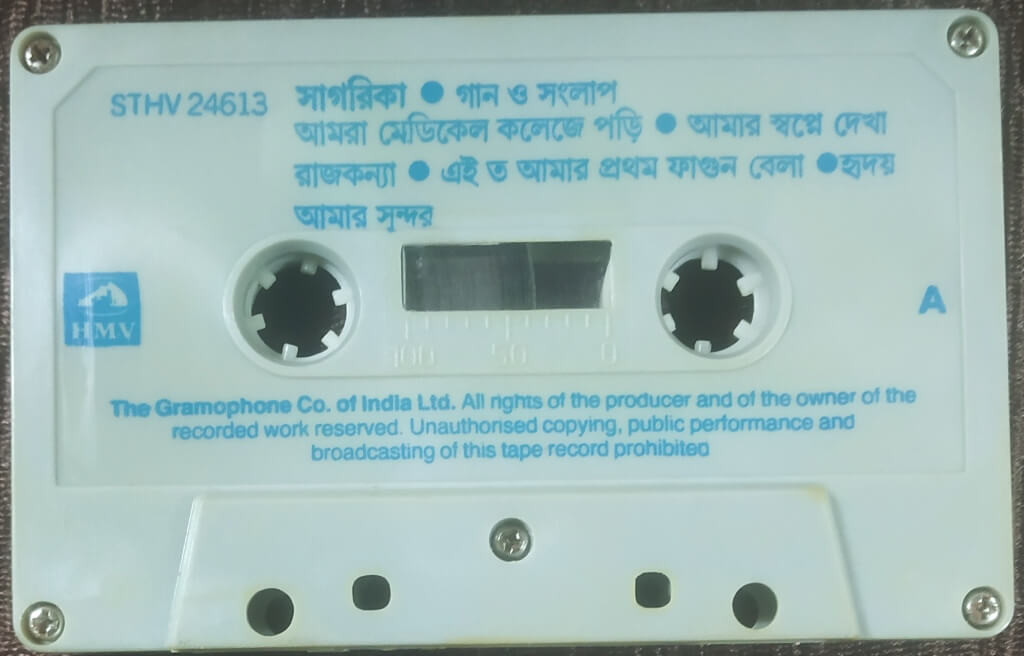 STHV 24613 সাগরিকা ● গান ও সংলাপ
আমরা মেডিকেল কলেজে পড়ি ● আমার স্বপ্নে দেখা
রাজকন্যা ● এই ত আমার প্রথম ফাগুন বেলা ● হৃদয়
আমার সুন্দর
HMV
A
100 50 0
The Gramophone Co. of India Ltd. All rights of the producer and of the owner of the
recorded work reserved. Unauthorised copying, public performance and
broadcasting of this tape record prohibited